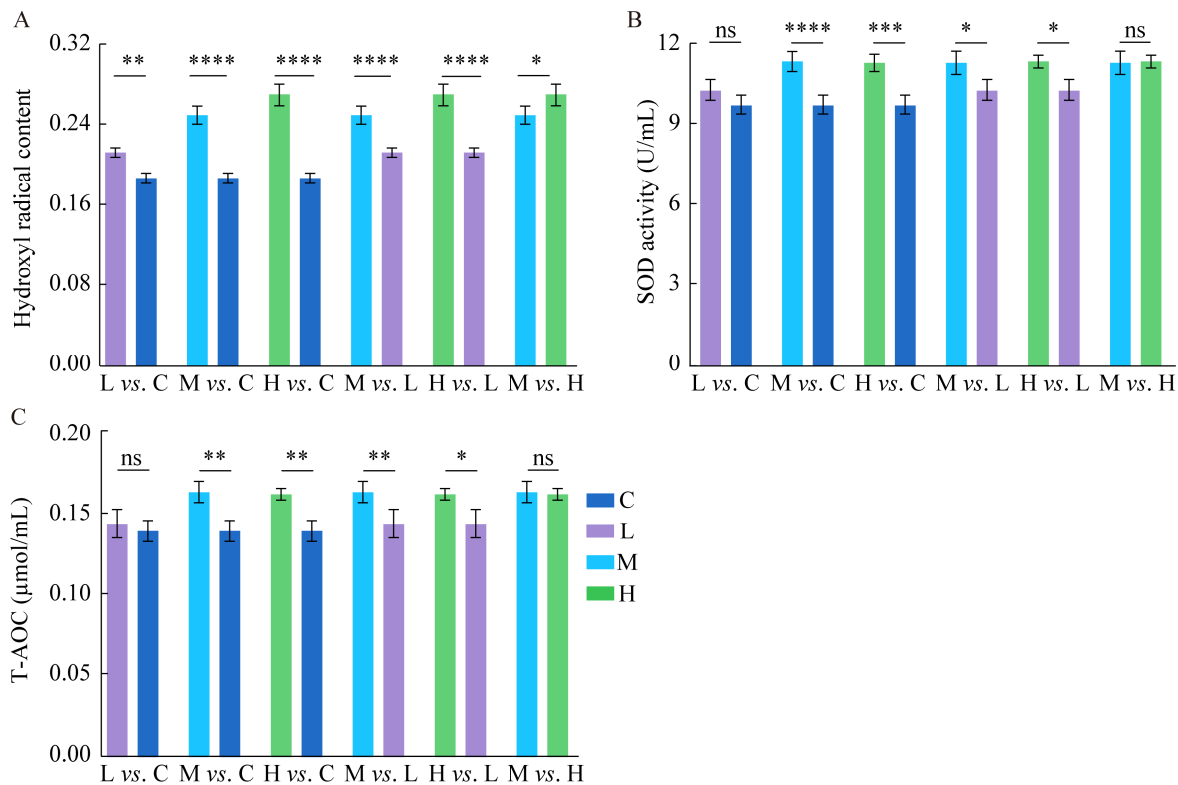 A
Hydroxyl radical content
0.32
0.24
0.16
0.08
0.00
** **** **** **** **** *
L vs. C M vs. C H vs. C M vs. L H vs. L M vs. H
B
SOD activity (U/mL)
12
9
6
3
0
ns **** *** * * ns
L vs. C M vs. C H vs. C M vs. L H vs. L M vs. H
C
T-AOC (μmol/mL)
0.20
0.15
0.10
0.05
0.00
ns ** ** ** * ns
L vs. C M vs. C H vs. C M vs. L H vs. L M vs. H
C
L
M
H